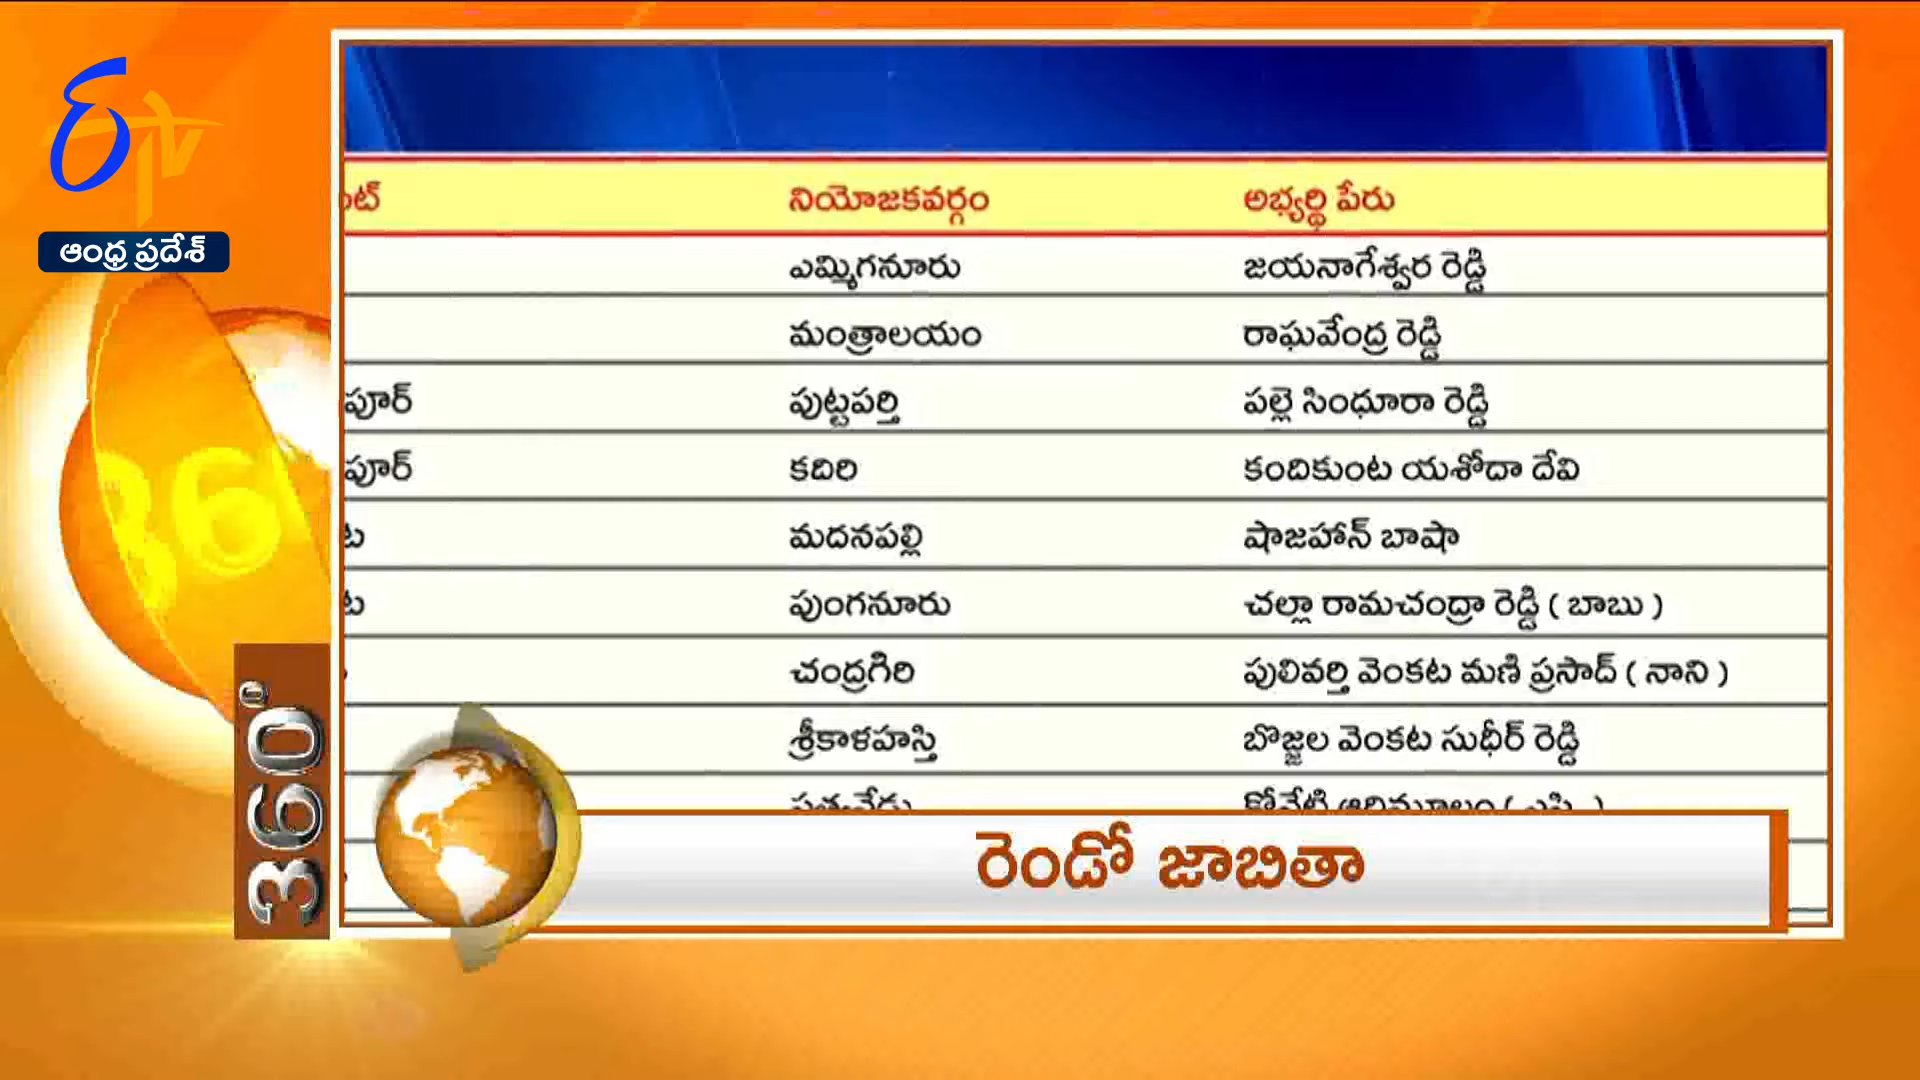 ETV
ఆంధ్ర ప్రదేశ్
నియోజకవర్గం అభ్యర్థి పేరు
ఎమ్మిగనూరు జయనాగేశ్వర రెడ్డి
మంత్రాలయం రాఘవేంద్ర రెడ్డి
పూర్ పుట్టపర్తి పల్లె సింధూరా రెడ్డి
పూర్ కదిరి కందికుంట యశోదా దేవి
మదనపల్లి షాజహాన్ బాషా
పుంగనూరు చల్లా రామచంద్రా రెడ్డి ( బాబు )
చంద్రగిరి పులివర్తి వెంకట మణి ప్రసాద్ ( నాని )
శ్రీకాళహస్తి బొజ్జల వెంకట సుధీర్ రెడ్డి
రెండో జాబితా
360°